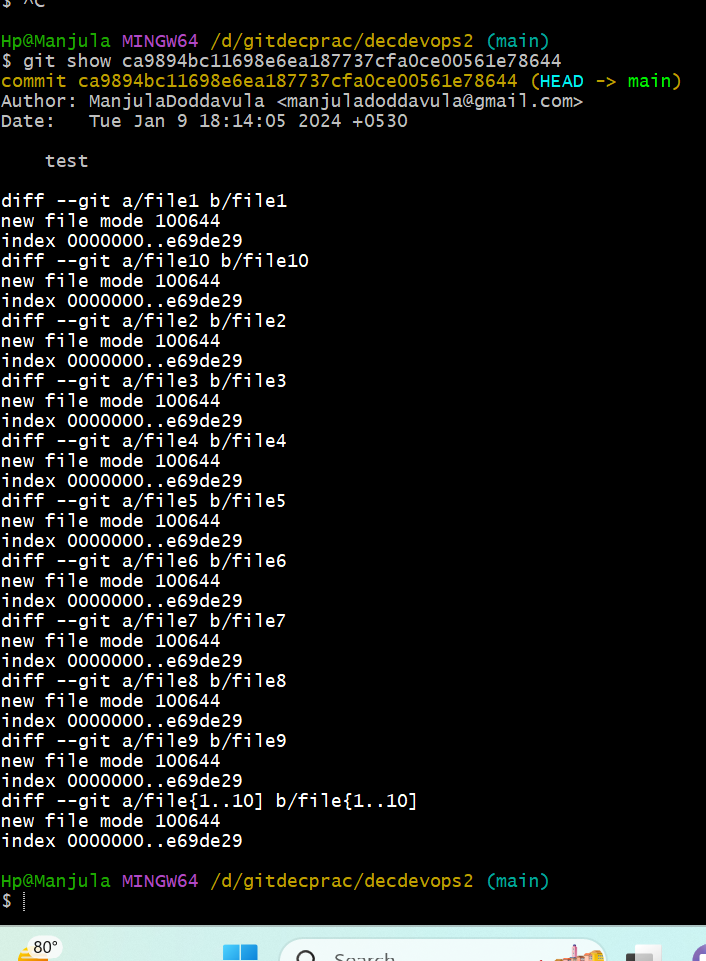 $ ^C
Hp@Manjula MINGW64 /d/gitdecprac/decdevops2 (main)
$ git show ca9894bc11698e6ea187737cfa0ce00561e78644
commit ca9894bc11698e6ea187737cfa0ce00561e78644 (HEAD -> main)
Author: ManjulaDoddavula <manjuladoddavula@gmail.com>
Date:   Tue Jan 9 18:14:05 2024 +0530
    test
diff --git a/file1 b/file1
new file mode 100644
index 0000000..e69de29
diff --git a/file10 b/file10
new file mode 100644
index 0000000..e69de29
diff --git a/file2 b/file2
new file mode 100644
index 0000000..e69de29
diff --git a/file3 b/file3
new file mode 100644
index 0000000..e69de29
diff --git a/file4 b/file4
new file mode 100644
index 0000000..e69de29
diff --git a/file5 b/file5
new file mode 100644
index 0000000..e69de29
diff --git a/file6 b/file6
new file mode 100644
index 0000000..e69de29
diff --git a/file7 b/file7
new file mode 100644
index 0000000..e69de29
diff --git a/file8 b/file8
new file mode 100644
index 0000000..e69de29
diff --git a/file9 b/file9
new file mode 100644
index 0000000..e69de29
diff --git a/file{1..10] b/file{1..10]
new file mode 100644
index 0000000..e69de29
Hp@Manjula MINGW64 /d/gitdecprac/decdevops2 (main)
$
80°
Search